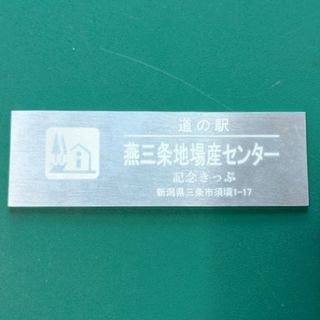 道の駅
燕三条地場産センター
記念きっぷ
新潟県三条市須頃1-17